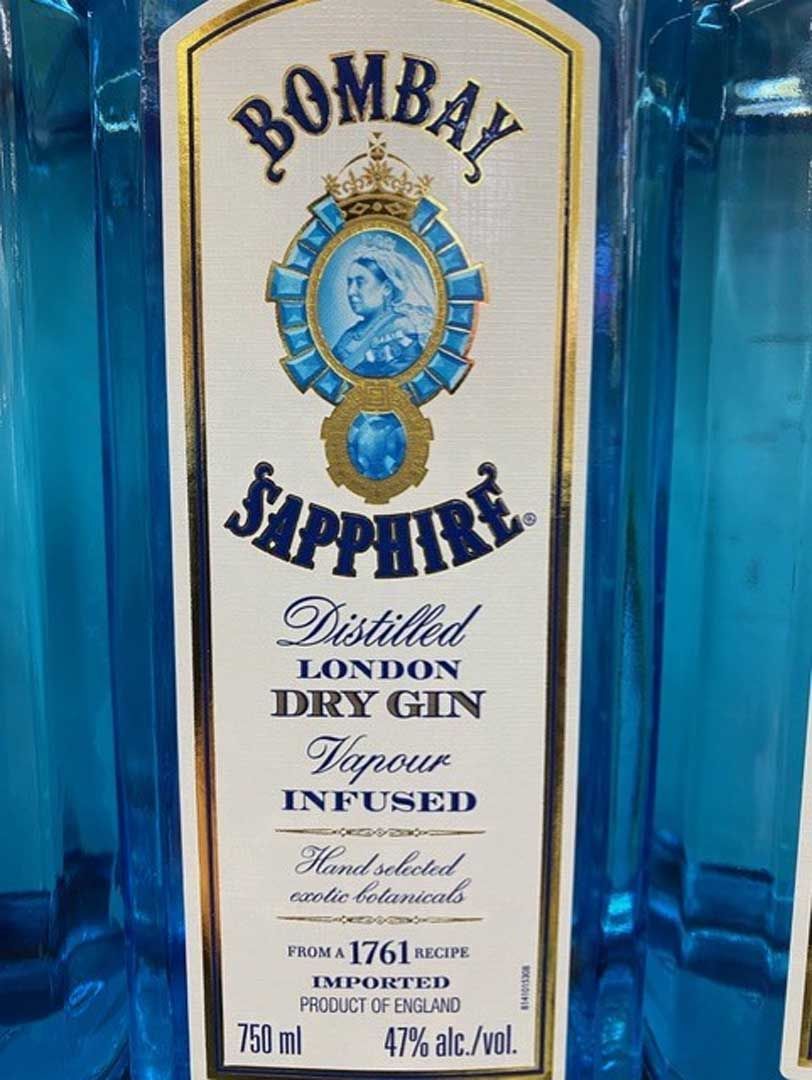 BOMBAY
SAPPHIRE®
Distilled
LONDON
DRY GIN
Vapour
INFUSED
Hand selected
exotic botanicals
FROM A 1761 RECIPE
IMPORTED
PRODUCT OF ENGLAND
750 ml 47% alc./vol.